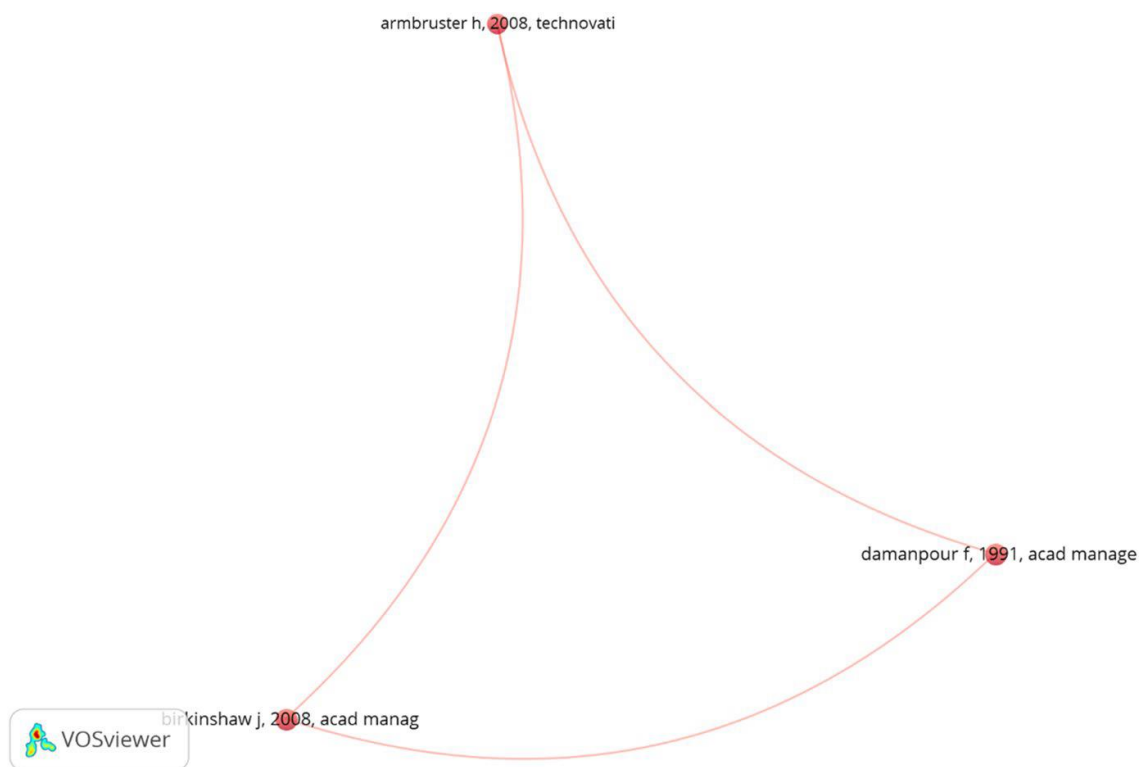 armbruster h, 2008, technovati
damanpour f, 1991, acad manage
birkinshaw j, 2008, acad manag
VOSviewer